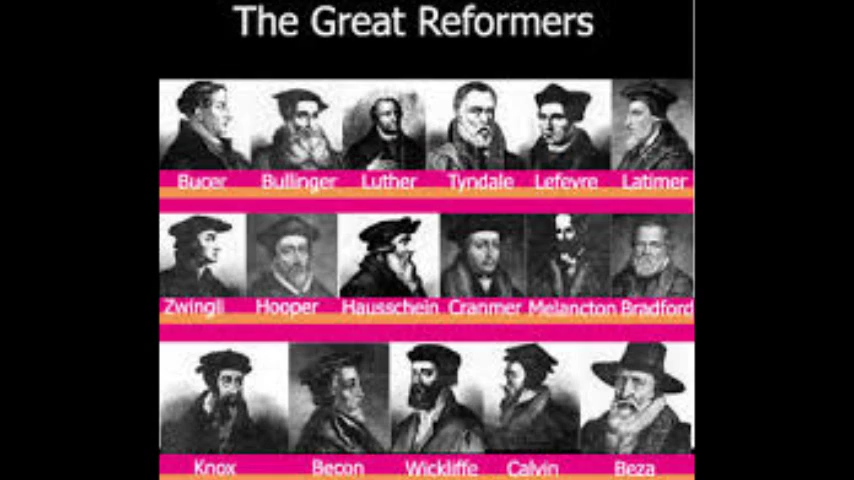 The Great Reformers
Bucer Bullinger Luther Tyndale Lefevre Latimer
Zwingli Hooper Hausschein Cranmer Melancton Bradford
Knox Becon Wickliffe Calvin Beza